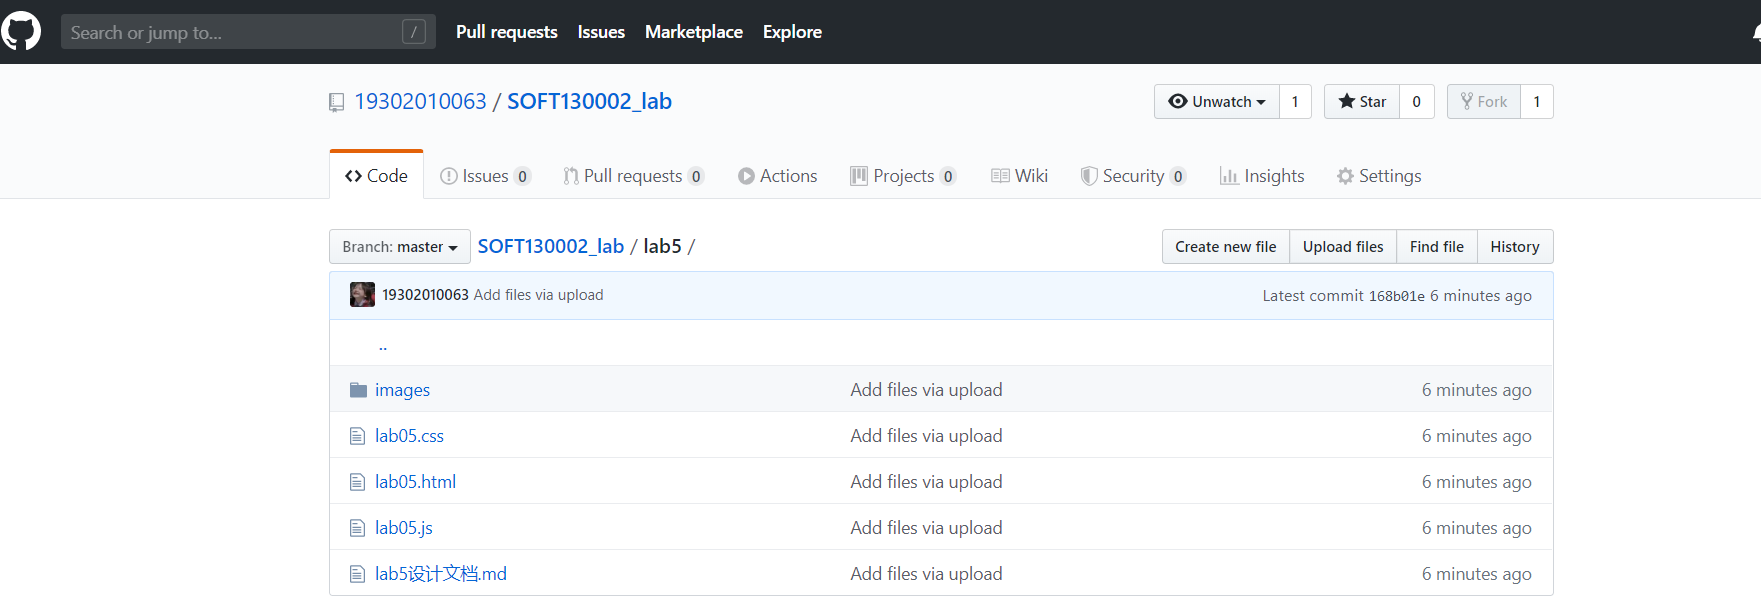 Search or jump to... / Pull requests Issues Marketplace Explore
19302010063 / SOFT130002_lab Unwatch 1 Star 0 Fork 1
Code Issues 0 Pull requests 0 Actions Projects 0 Wiki Security 0 Insights Settings
Branch: master SOFT130002_lab / lab5 / Create new file Upload files Find file History
19302010063 Add files via upload Latest commit 168b01e 6 minutes ago
..
images Add files via upload 6 minutes ago
lab05.css Add files via upload 6 minutes ago
lab05.html Add files via upload 6 minutes ago
lab05.js Add files via upload 6 minutes ago
lab5设计文档.md Add files via upload 6 minutes ago